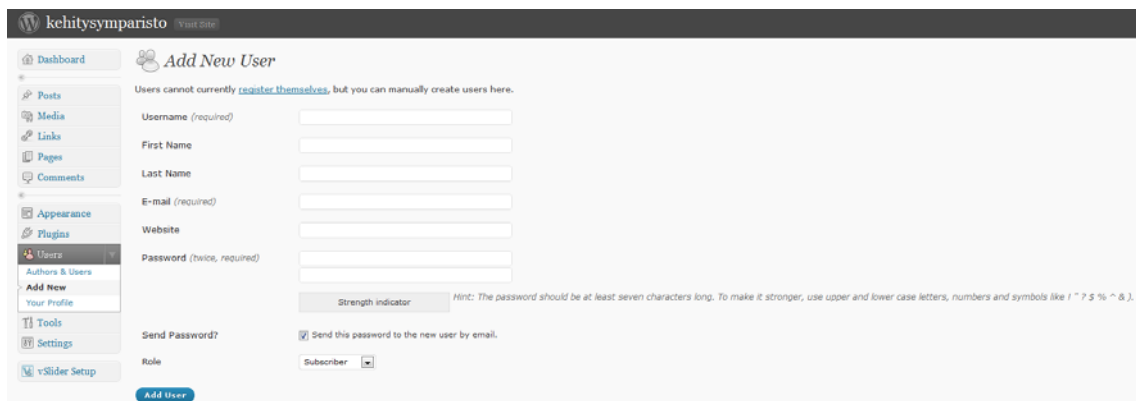 kehitysymparisto Visit Site
Dashboard
Posts
Media
Links
Pages
Comments
Appearance
Plugins
Users
Authors & Users
Add New
Your Profile
Tools
Settings
vSlider Setup
Add New User
Users cannot currently register themselves, but you can manually create users here.
Username (required)
First Name
Last Name
E-mail (required)
Website
Password (twice, required)
Strength indicator
Hint: The password should be at least seven characters long. To make it stronger, use upper and lower case letters, numbers and symbols like ! " ? $ % ^ & ).
Send Password?
Send this password to the new user by email.
Role
Subscriber
Add User